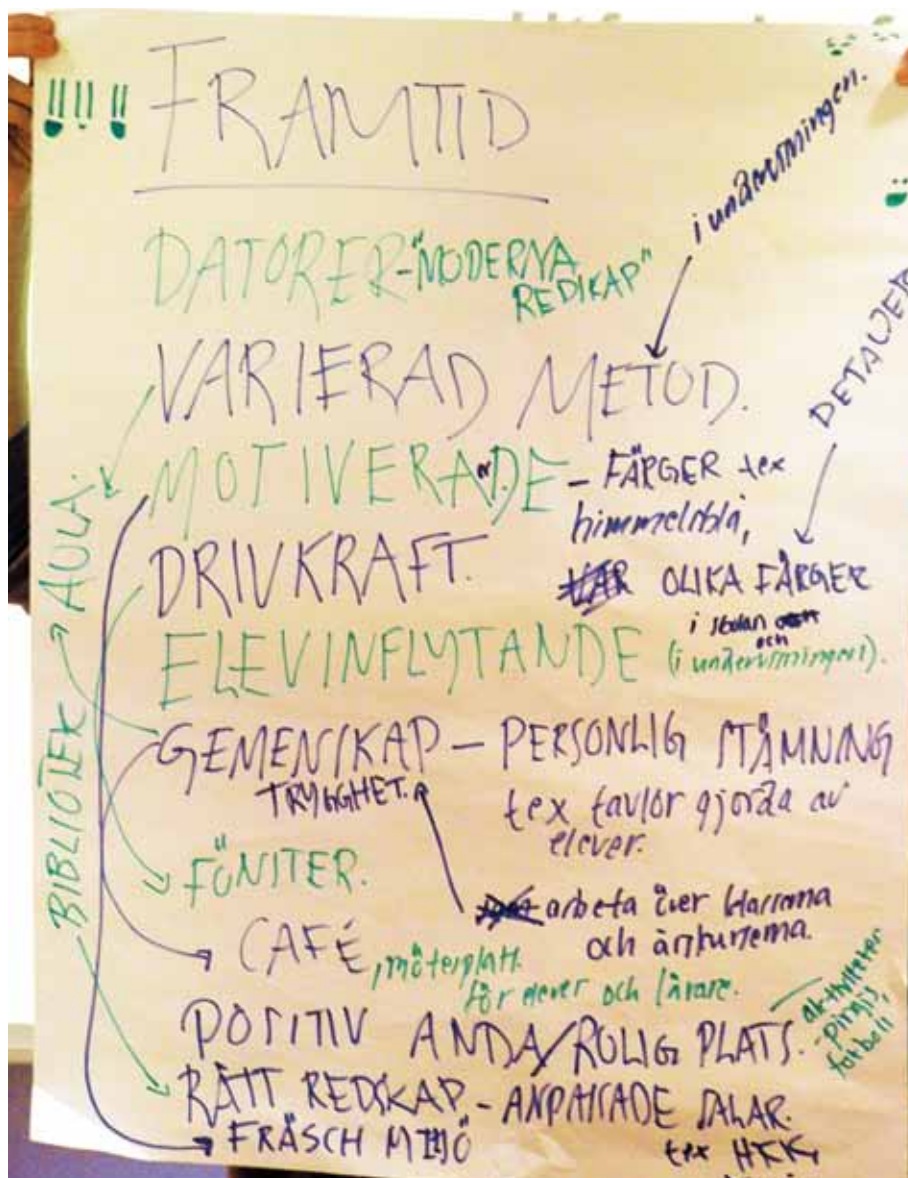 !!! !!
FRAMTID
i undervisningen.
DATORER - "MODERNA
REDSKAP"
VARIERAD METOD.
DETALJER
MOTIVERADE - FÄRGER tex
himmelsblå,
DRIVKRAFT. OLIKA FÄRGER
i skolan
och
ELEVINFLYTANDE (i undervisningen).
GEMENSKAP - PERSONLIG STÄMNING
TRYGGHET. tex tavlor gjorda av
elever.
AULA.
BIBLIOTEK
FÖNSTER.
arbeta över klasserna
och årskurserna.
CAFÉ, mötesplats.
för elever och lärare.
POSITIV ANDA/ROLIG PLATS.
aktiviteter
- pingis,
fotboll
RÄTT REDSKAP - ANPASSADE SALAR.
FRÄSCH MILJÖ tex HKK,